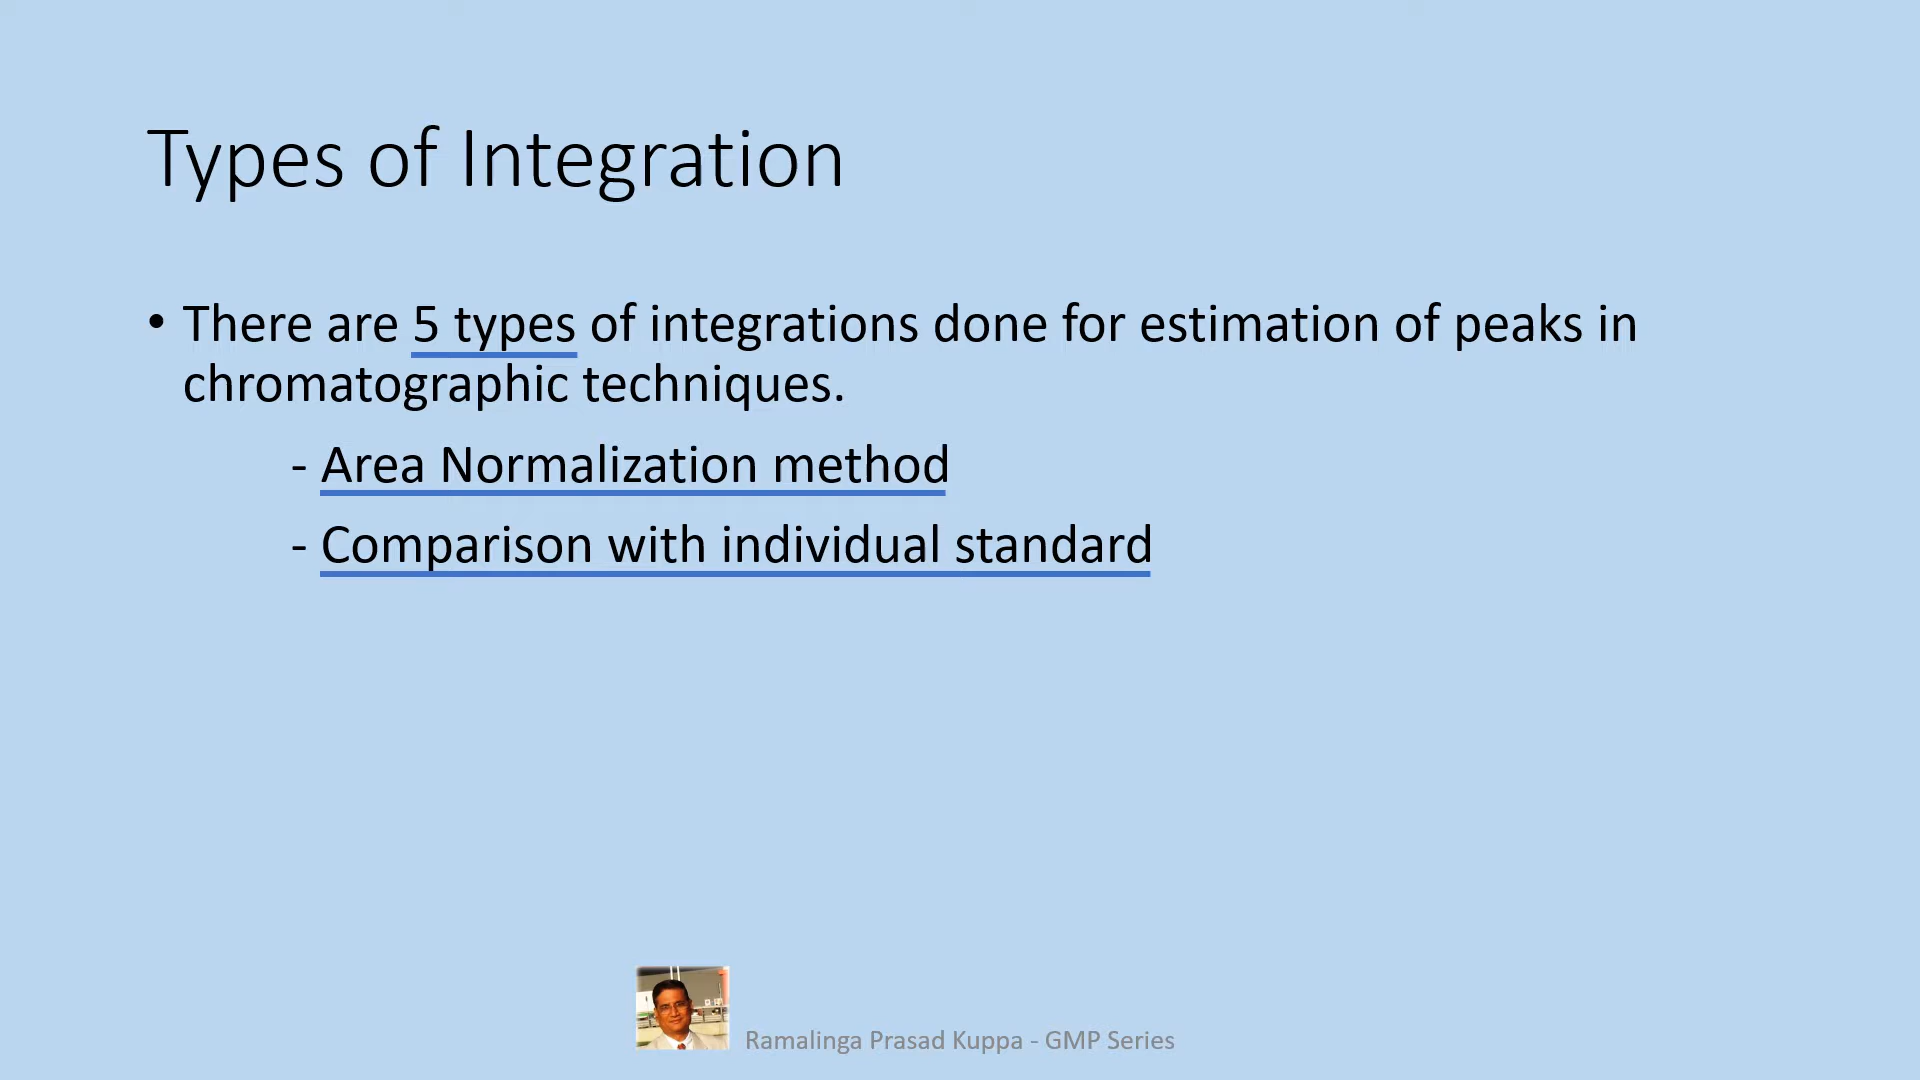 Types of Integration
• There are 5 types of integrations done for estimation of peaks in
chromatographic techniques.
- Area Normalization method
- Comparison with individual standard
Ramalinga Prasad Kuppa - GMP Series